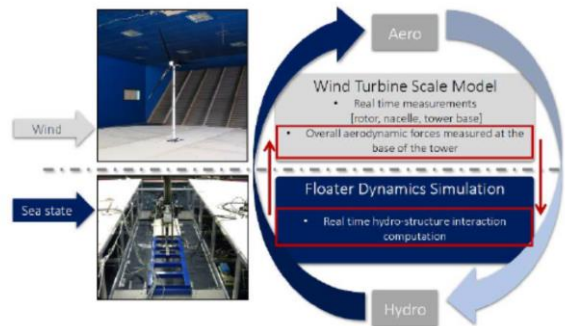 Aero
Wind Turbine Scale Model
• Real time measurements
[rotor, nacelle, tower base]
• Overall aerodynamic forces measured at the
base of the tower
Wind
Floater Dynamics Simulation
Sea state
• Real time hydro-structure interaction
computation
Hydro